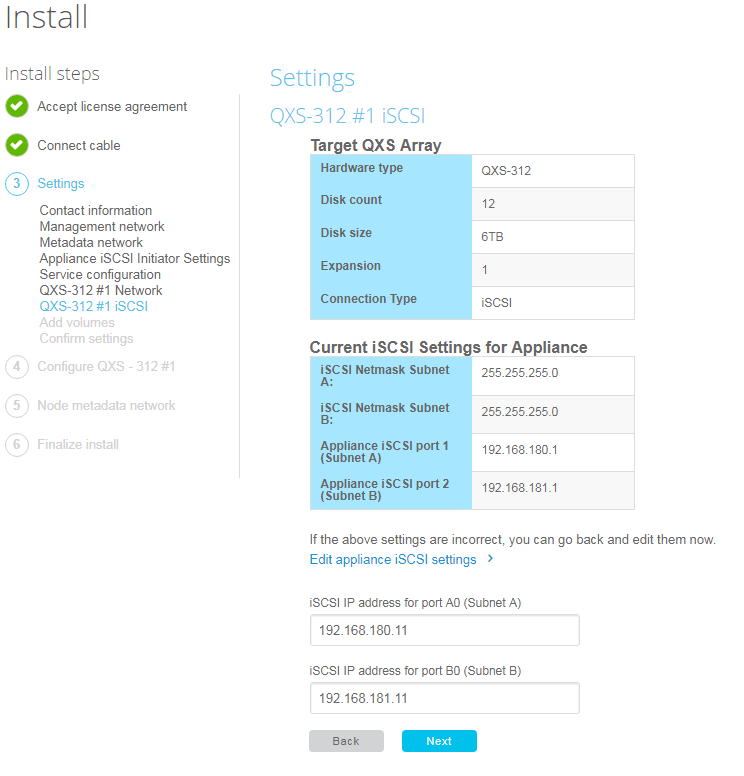 Install
Install steps
Accept license agreement
Connect cable
3 Settings
Contact information
Management network
Metadata network
Appliance iSCSI Initiator Settings
Service configuration
QXS-312 #1 Network
QXS-312 #1 iSCSI
Add volumes
Confirm settings
4 Configure QXS - 312 #1
5 Node metadata network
6 Finalize install
Settings
QXS-312 #1 iSCSI
Target QXS Array
Hardware type QXS-312
Disk count 12
Disk size 6TB
Expansion 1
Connection Type iSCSI
Current iSCSI Settings for Appliance
iSCSI Netmask Subnet
A: 255.255.255.0
iSCSI Netmask Subnet
B: 255.255.255.0
Appliance iSCSI port 1
(Subnet A) 192.168.180.1
Appliance iSCSI port 2
(Subnet B) 192.168.181.1
If the above settings are incorrect, you can go back and edit them now.
Edit appliance iSCSI settings >
iSCSI IP address for port A0 (Subnet A)
192.168.180.11
iSCSI IP address for port B0 (Subnet B)
192.168.181.11
Back Next